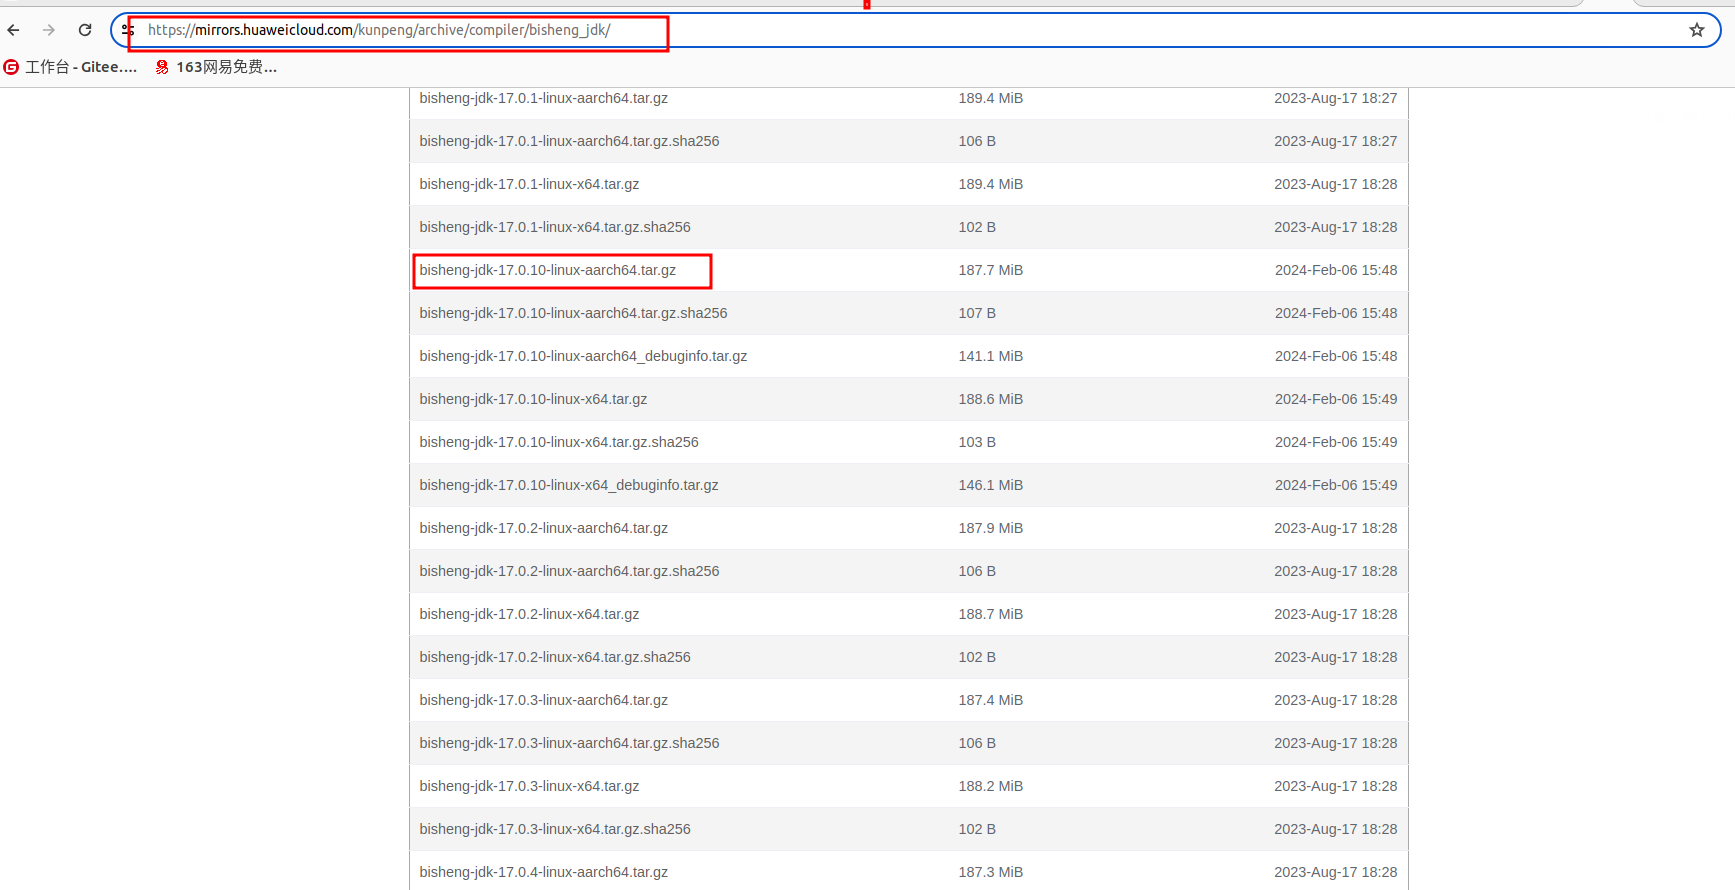 https://mirrors.huaweicloud.com/kunpeng/archive/compiler/bisheng_jdk/
工作台 - Gitee.... 163网易免费...
bisheng-jdk-17.0.1-linux-aarch64.tar.gz 189.4 MiB 2023-Aug-17 18:27
bisheng-jdk-17.0.1-linux-aarch64.tar.gz.sha256 106 B 2023-Aug-17 18:27
bisheng-jdk-17.0.1-linux-x64.tar.gz 189.4 MiB 2023-Aug-17 18:28
bisheng-jdk-17.0.1-linux-x64.tar.gz.sha256 102 B 2023-Aug-17 18:28
bisheng-jdk-17.0.10-linux-aarch64.tar.gz 187.7 MiB 2024-Feb-06 15:48
bisheng-jdk-17.0.10-linux-aarch64.tar.gz.sha256 107 B 2024-Feb-06 15:48
bisheng-jdk-17.0.10-linux-aarch64_debuginfo.tar.gz 141.1 MiB 2024-Feb-06 15:48
bisheng-jdk-17.0.10-linux-x64.tar.gz 188.6 MiB 2024-Feb-06 15:49
bisheng-jdk-17.0.10-linux-x64.tar.gz.sha256 103 B 2024-Feb-06 15:49
bisheng-jdk-17.0.10-linux-x64_debuginfo.tar.gz 146.1 MiB 2024-Feb-06 15:49
bisheng-jdk-17.0.2-linux-aarch64.tar.gz 187.9 MiB 2023-Aug-17 18:28
bisheng-jdk-17.0.2-linux-aarch64.tar.gz.sha256 106 B 2023-Aug-17 18:28
bisheng-jdk-17.0.2-linux-x64.tar.gz 188.7 MiB 2023-Aug-17 18:28
bisheng-jdk-17.0.2-linux-x64.tar.gz.sha256 102 B 2023-Aug-17 18:28
bisheng-jdk-17.0.3-linux-aarch64.tar.gz 187.4 MiB 2023-Aug-17 18:28
bisheng-jdk-17.0.3-linux-aarch64.tar.gz.sha256 106 B 2023-Aug-17 18:28
bisheng-jdk-17.0.3-linux-x64.tar.gz 188.2 MiB 2023-Aug-17 18:28
bisheng-jdk-17.0.3-linux-x64.tar.gz.sha256 102 B 2023-Aug-17 18:28
bisheng-jdk-17.0.4-linux-aarch64.tar.gz 187.3 MiB 2023-Aug-17 18:28